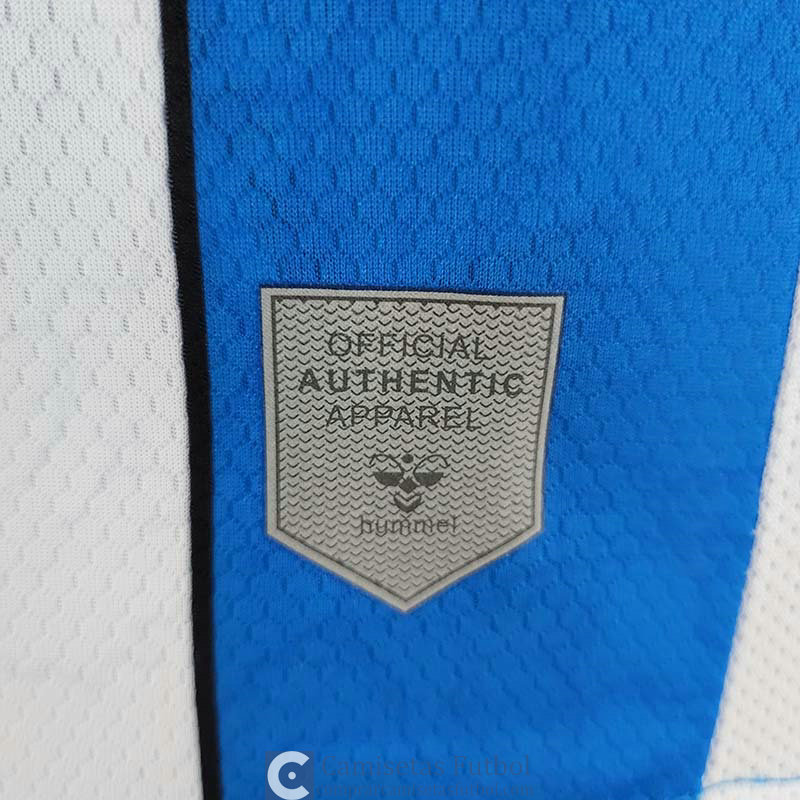 OFFICIAL
AUTHENTIC
APPAREL
hummel
Camisetas Futbol